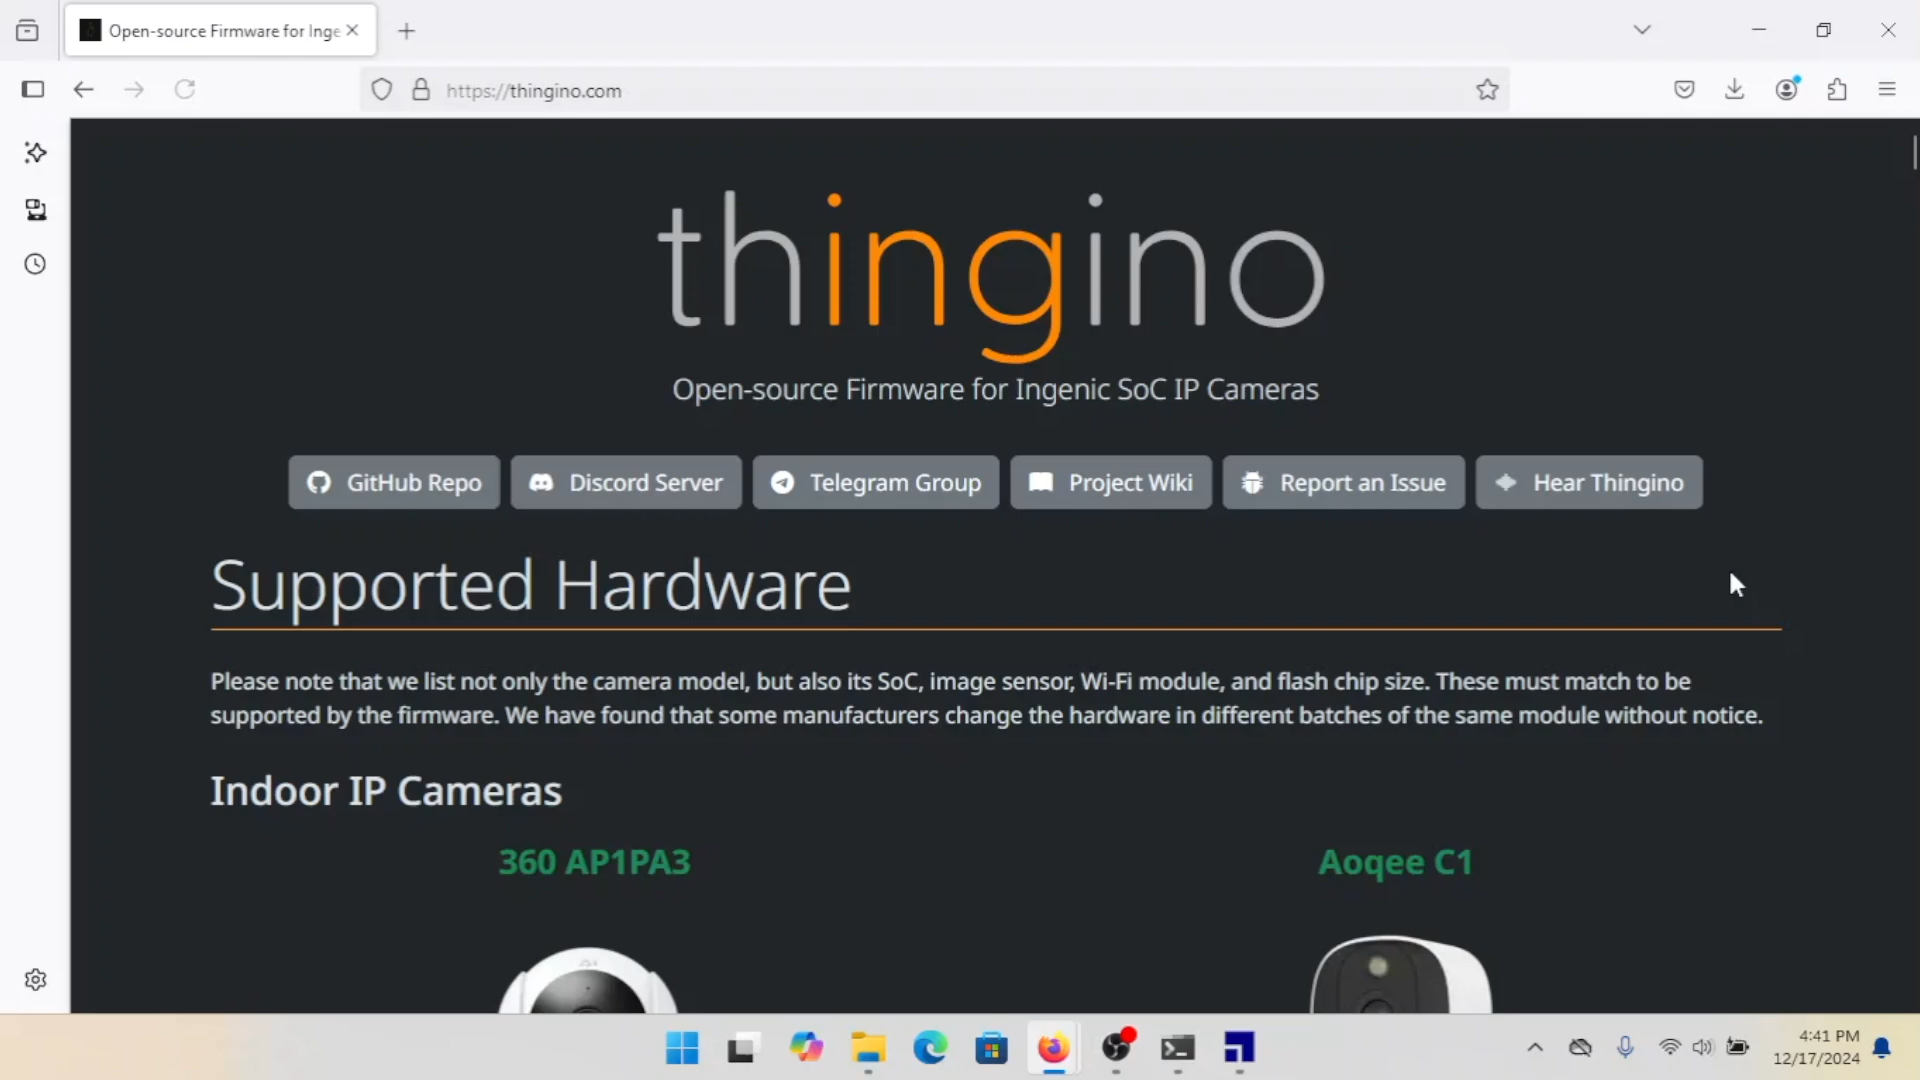 Open-source Firmware for Inge
https://thingino.com
thingino
Open-source Firmware for Ingenic SoC IP Cameras
GitHub Repo
Discord Server
Telegram Group
Project Wiki
Report an Issue
Hear Thingino
Supported Hardware
Please note that we list not only the camera model, but also its SoC, image sensor, Wi-Fi module, and flash chip size. These must match to be
supported by the firmware. We have found that some manufacturers change the hardware in different batches of the same module without notice.
Indoor IP Cameras
360 AP1PA3
Aoqee C1
4:41 PM
12/17/2024